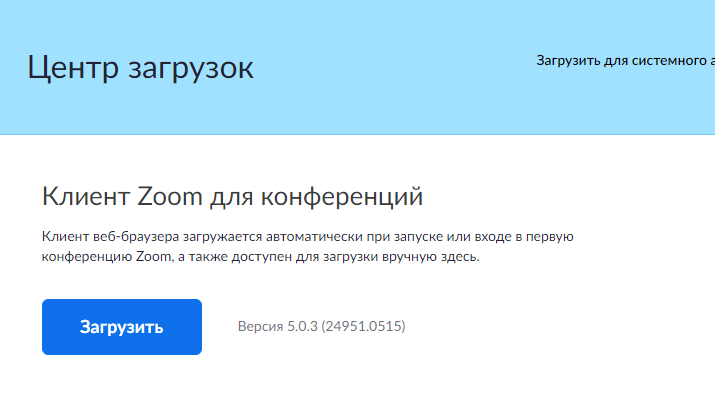 Центр загрузок
Загрузить для системного
Клиент Zoom для конференций
Клиент веб-браузера загружается автоматически при запуске или входе в первую
конференцию Zoom, а также доступен для загрузки вручную здесь.
Загрузить
Версия 5.0.3 (24951.0515)